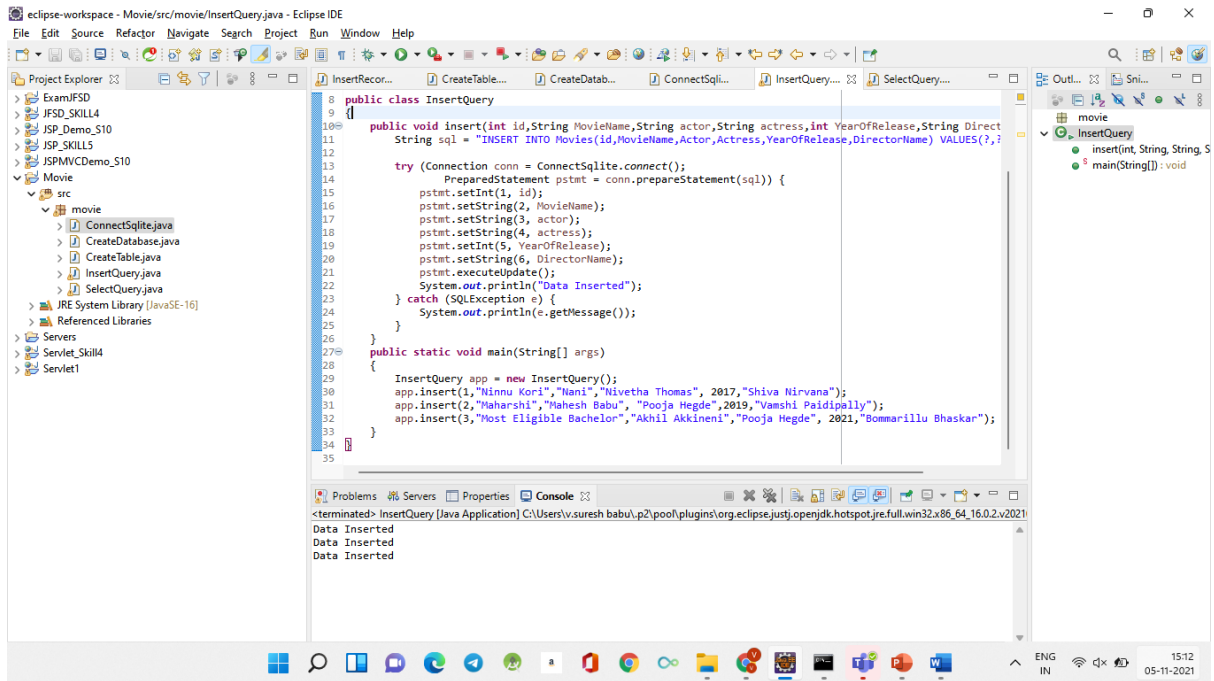 eclipse-workspace - Movie/src/movie/InsertQuery.java - Eclipse IDE
File Edit Source Refactor Navigate Search Project Run Window Help
Project Explorer
ExamJFSD
JFSD_SKILL4
JSP_Demo_S10
JSP_SKILL5
JSPMVCDemo_S10
Movie
src
movie
ConnectSqlite.java
CreateDatabase.java
CreateTable.java
InsertQuery.java
SelectQuery.java
JRE System Library [JavaSE-16]
Referenced Libraries
Servers
Servlet_Skill4
Servlet1
InsertRecor... CreateTable.... CreateDatab... ConnectSqli... InsertQuery.... SelectQuery....
8 public class InsertQuery
9 {
10 public void insert(int id,String MovieName,String actor,String actress,int YearOfRelease,String Direct
11 String sql = "INSERT INTO Movies(id,MovieName,Actor,Actress,YearOfRelease,DirectorName) VALUES(?,?
12
13 try (Connection conn = ConnectSqlite.connect();
14 PreparedStatement pstmt = conn.prepareStatement(sql)) {
15 pstmt.setInt(1, id);
16 pstmt.setString(2, MovieName);
17 pstmt.setString(3, actor);
18 pstmt.setString(4, actress);
19 pstmt.setInt(5, YearOfRelease);
20 pstmt.setString(6, DirectorName);
21 pstmt.executeUpdate();
22 System.out.println("Data Inserted");
23 } catch (SQLException e) {
24 System.out.println(e.getMessage());
25 }
26 }
27 public static void main(String[] args)
28 {
29 InsertQuery app = new InsertQuery();
30 app.insert(1,"Ninnu Kori","Nani","Nivetha Thomas", 2017,"Shiva Nirvana");
31 app.insert(2,"Maharshi","Mahesh Babu", "Pooja Hegde",2019,"Vamshi Paidipally");
32 app.insert(3,"Most Eligible Bachelor","Akhil Akkineni","Pooja Hegde", 2021,"Bommarillu Bhaskar");
33 }
34 }
35
Outl... Sni...
movie
InsertQuery
insert(int, String, String, S
main(String[]) : void
Problems Servers Properties Console
<terminated> InsertQuery [Java Application] C:\Users\v.suresh babu\.p2\pool\plugins\org.eclipse.justj.openjdk.hotspot.jre.full.win32.x86_64_16.0.2.v2021
Data Inserted
Data Inserted
Data Inserted
ENG
IN
15:12
05-11-2021